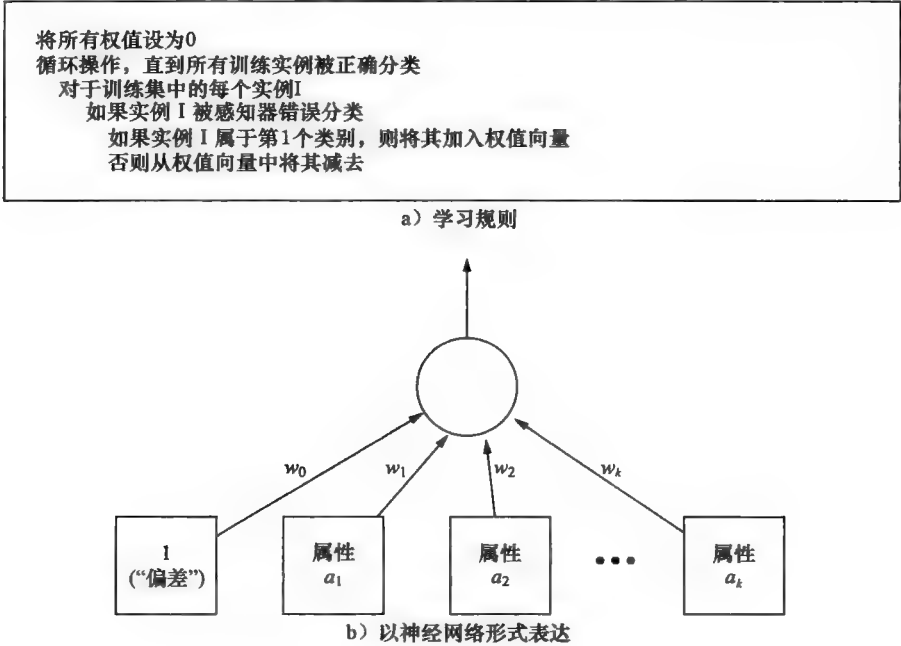 将所有权值设为0
循环操作，直到所有训练实例被正确分类
对于训练集中的每个实例I
如果实例 I 被感知器错误分类
如果实例 I 属于第1个类别，则将其加入权值向量
否则从权值向量中将其减去
a）学习规则
w₀ w₁ w₂ wₖ
1 属性 属性 属性
(“偏差”) a₁ a₂ ••• aₖ
b）以神经网络形式表达